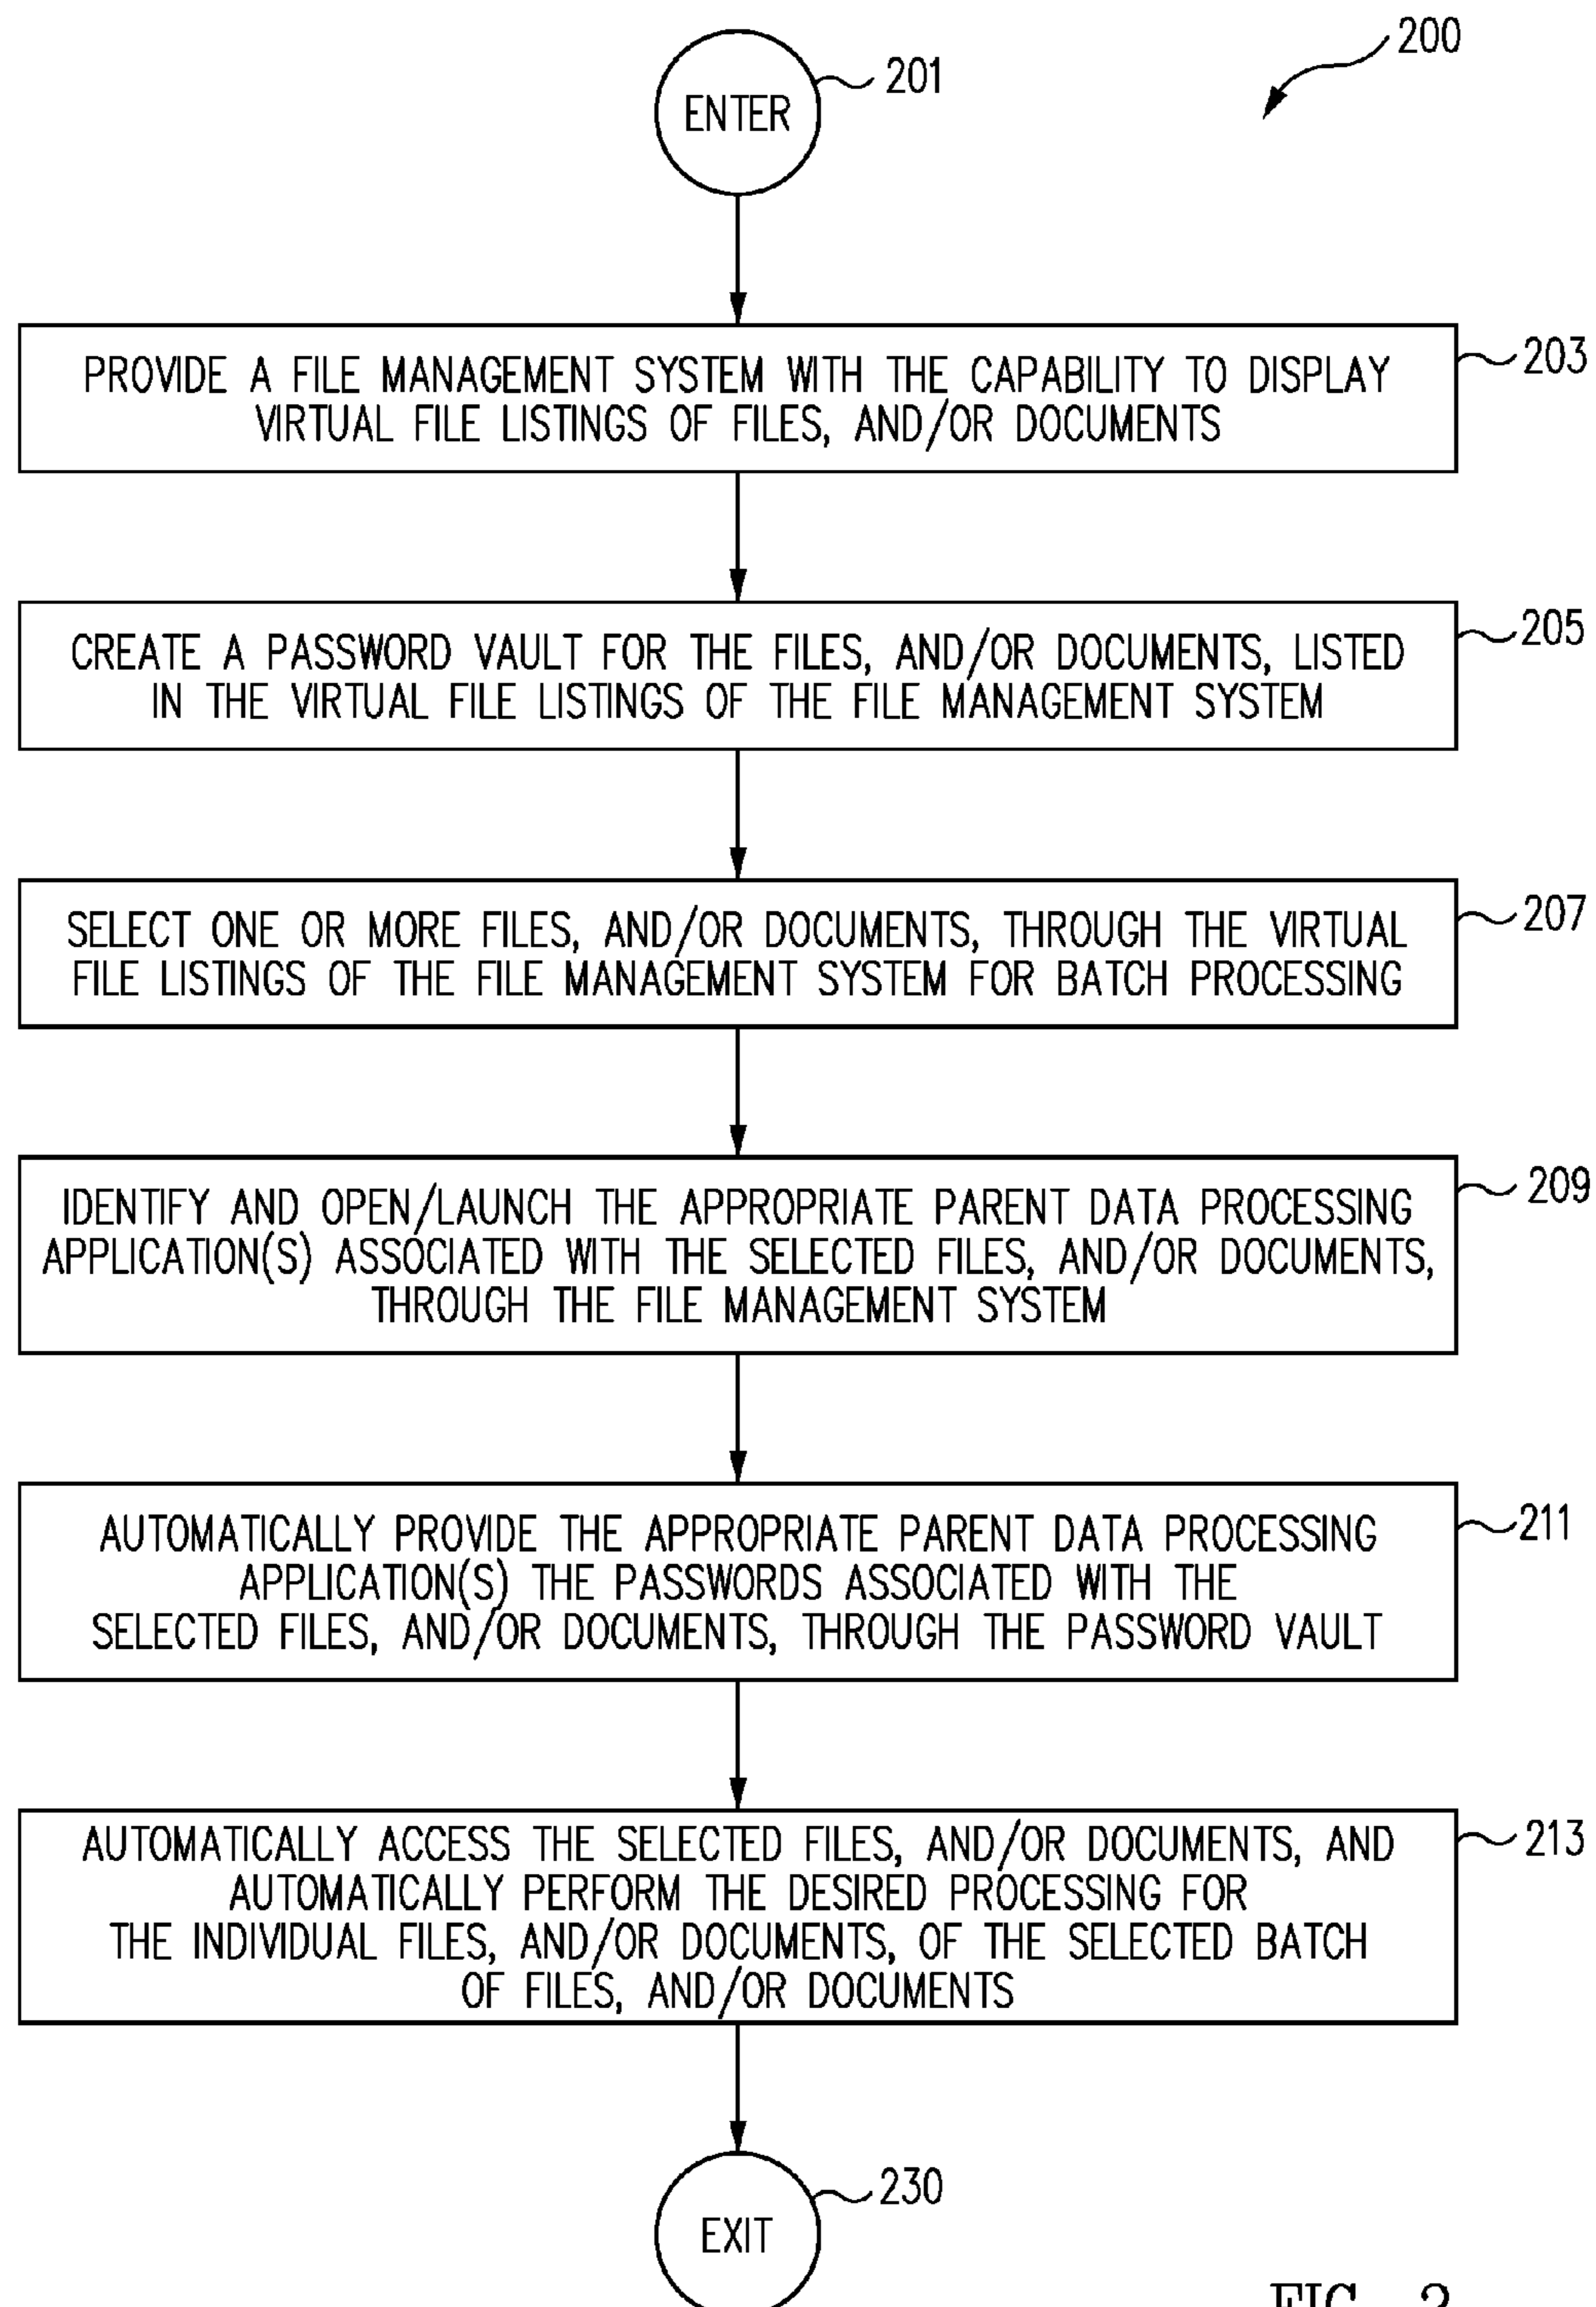 200
ENTER
201
PROVIDE A FILE MANAGEMENT SYSTEM WITH THE CAPABILITY TO DISPLAY
VIRTUAL FILE LISTINGS OF FILES, AND/OR DOCUMENTS
203
CREATE A PASSWORD VAULT FOR THE FILES, AND/OR DOCUMENTS, LISTED
IN THE VIRTUAL FILE LISTINGS OF THE FILE MANAGEMENT SYSTEM
205
SELECT ONE OR MORE FILES, AND/OR DOCUMENTS, THROUGH THE VIRTUAL
FILE LISTINGS OF THE FILE MANAGEMENT SYSTEM FOR BATCH PROCESSING
207
IDENTIFY AND OPEN/LAUNCH THE APPROPRIATE PARENT DATA PROCESSING
APPLICATION(S) ASSOCIATED WITH THE SELECTED FILES, AND/OR DOCUMENTS,
THROUGH THE FILE MANAGEMENT SYSTEM
209
AUTOMATICALLY PROVIDE THE APPROPRIATE PARENT DATA PROCESSING
APPLICATION(S) THE PASSWORDS ASSOCIATED WITH THE
SELECTED FILES, AND/OR DOCUMENTS, THROUGH THE PASSWORD VAULT
211
AUTOMATICALLY ACCESS THE SELECTED FILES, AND/OR DOCUMENTS, AND
AUTOMATICALLY PERFORM THE DESIRED PROCESSING FOR
THE INDIVIDUAL FILES, AND/OR DOCUMENTS, OF THE SELECTED BATCH
OF FILES, AND/OR DOCUMENTS
213
EXIT
230
FIG. 2